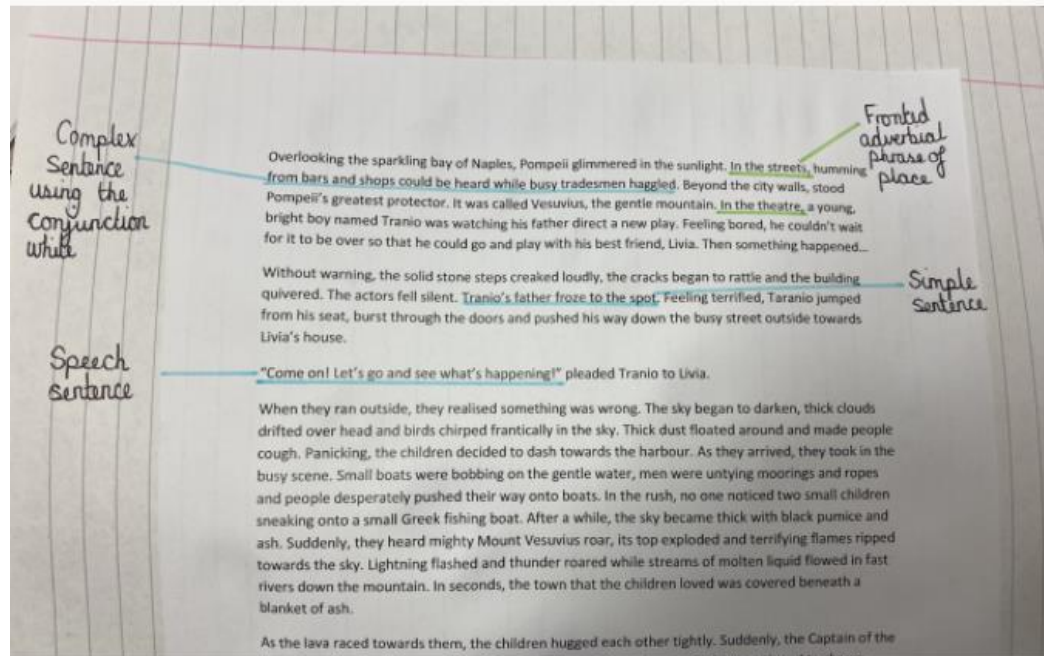 Complex
Sentence
using the
conjunction
while
Fronted
adverbial
phrase of
place
Overlooking the sparkling bay of Naples, Pompeii glimmered in the sunlight. In the streets, humming
from bars and shops could be heard while busy tradesmen haggled. Beyond the city walls, stood
Pompeii's greatest protector. It was called Vesuvius, the gentle mountain. In the theatre, a young,
bright boy named Tranio was watching his father direct a new play. Feeling bored, he couldn't wait
for it to be over so that he could go and play with his best friend, Livia. Then something happened...
Without warning, the solid stone steps creaked loudly, the cracks began to rattle and the building
quivered. The actors fell silent. Tranio's father froze to the spot. Feeling terrified, Taranio jumped
from his seat, burst through the doors and pushed his way down the busy street outside towards
Livia's house.
Simple
Sentence
Speech
sentence
"Come on! Let's go and see what's happening!" pleaded Tranio to Livia.
When they ran outside, they realised something was wrong. The sky began to darken, thick clouds
drifted over head and birds chirped frantically in the sky. Thick dust floated around and made people
cough. Panicking, the children decided to dash towards the harbour. As they arrived, they took in the
busy scene. Small boats were bobbing on the gentle water, men were untying moorings and ropes
and people desperately pushed their way onto boats. In the rush, no one noticed two small children
sneaking onto a small Greek fishing boat. After a while, the sky became thick with black pumice and
ash. Suddenly, they heard mighty Mount Vesuvius roar, its top exploded and terrifying flames ripped
towards the sky. Lightning flashed and thunder roared while streams of molten liquid flowed in fast
rivers down the mountain. In seconds, the town that the children loved was covered beneath a
blanket of ash.
As the lava raced towards them, the children hugged each other tightly. Suddenly, the Captain of the